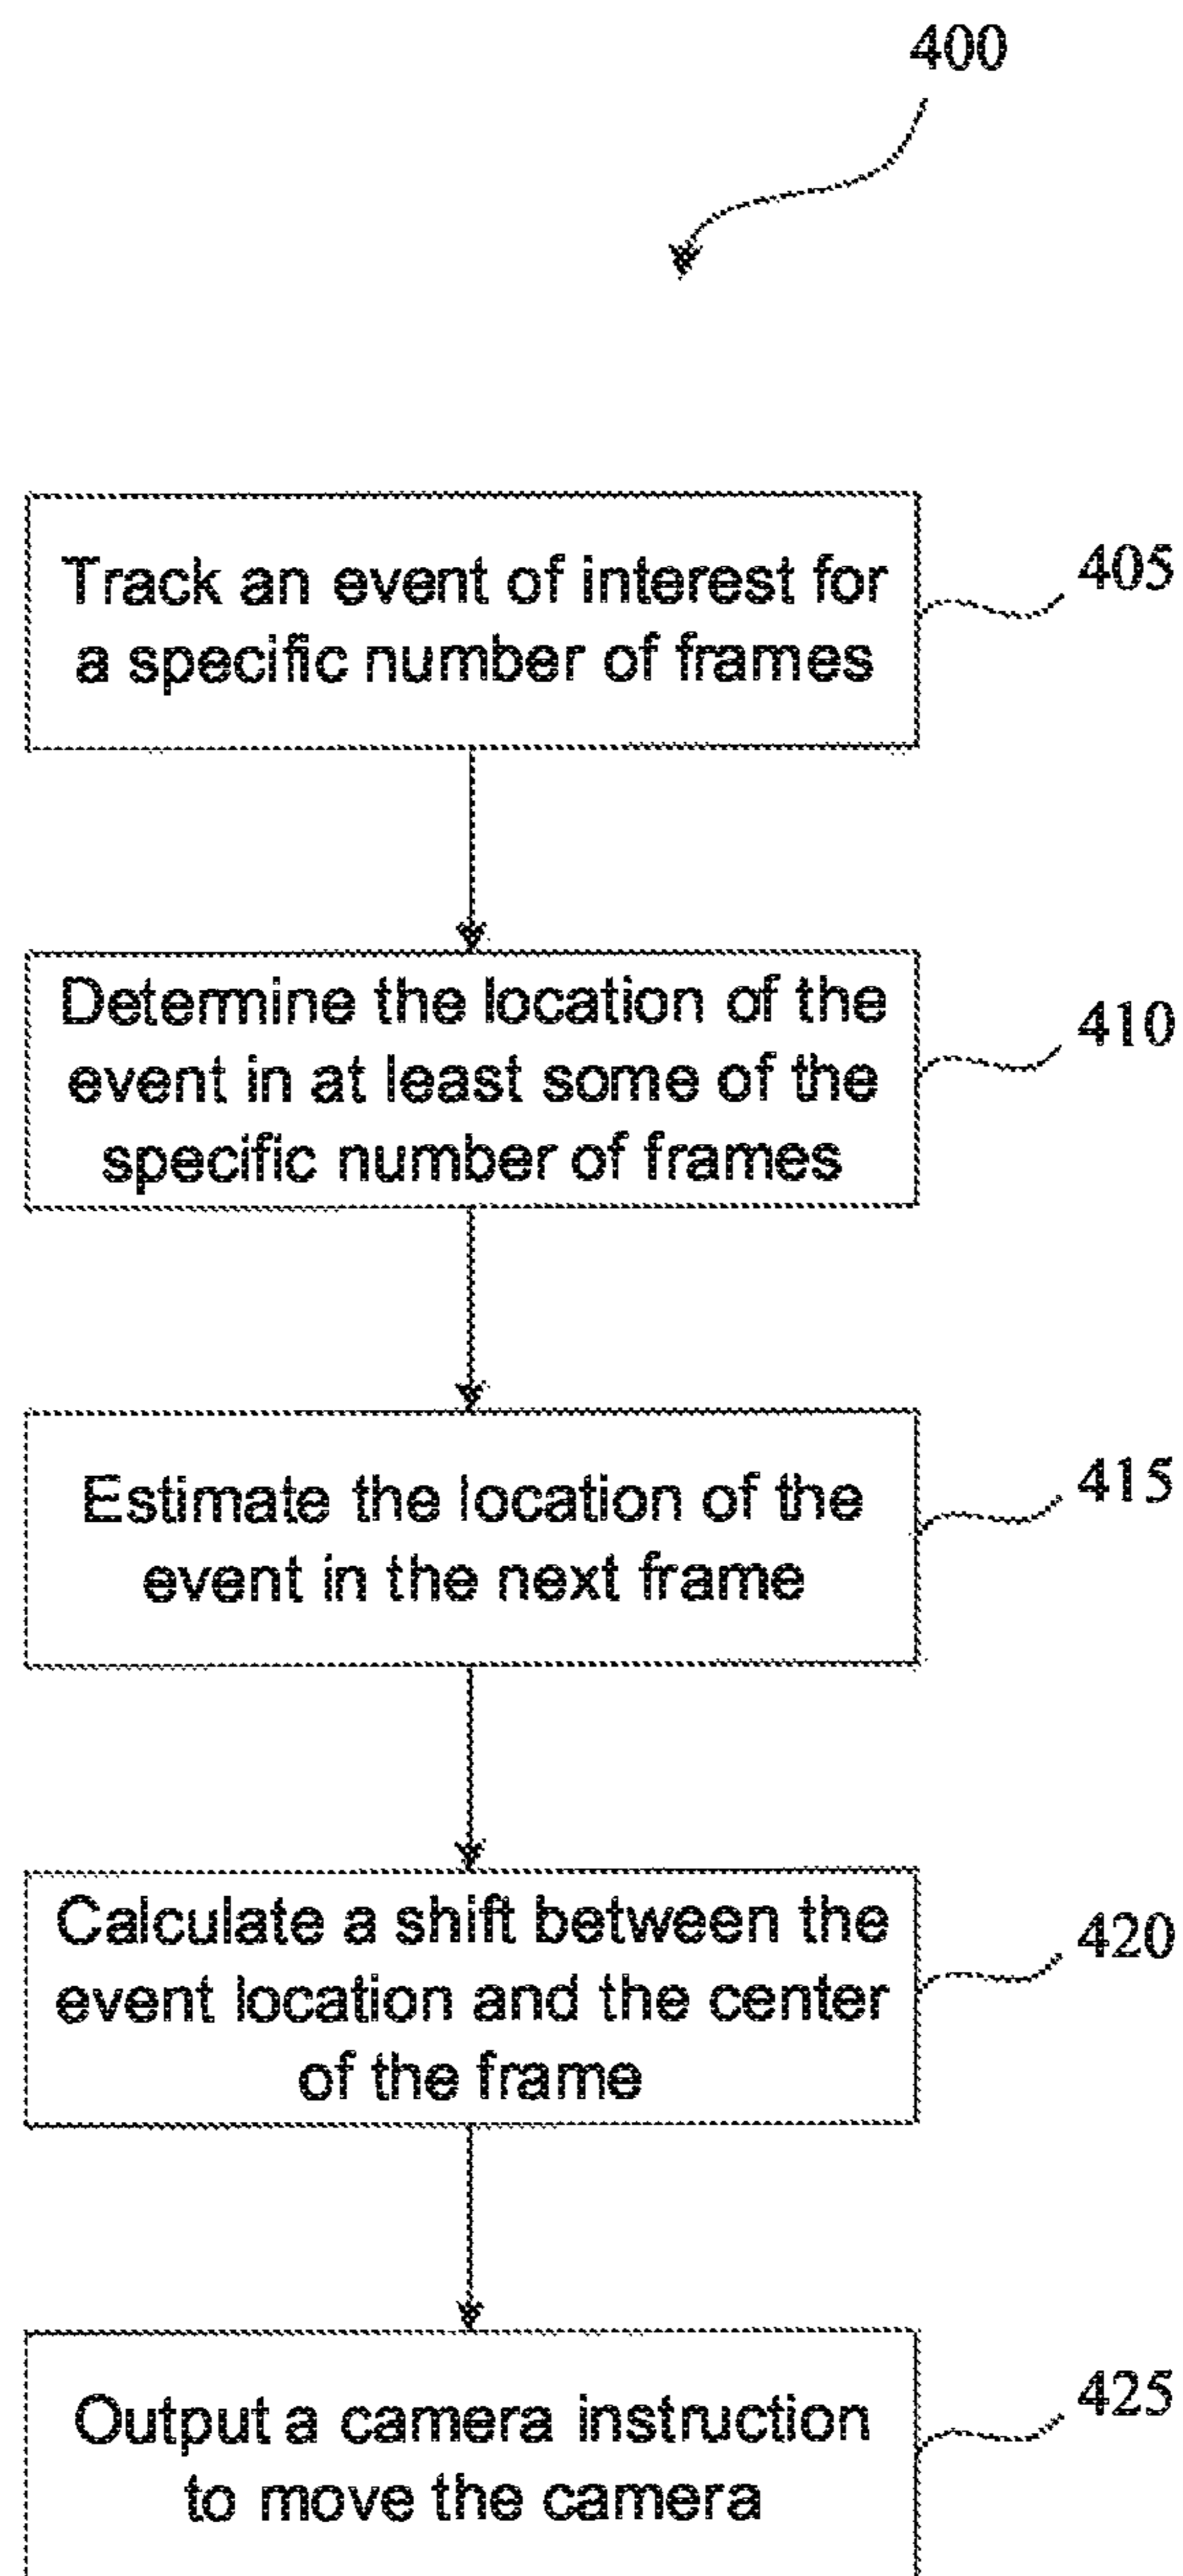 400
Track an event of interest for
a specific number of frames
405
Determine the location of the
event in at least some of the
specific number of frames
410
Estimate the location of the
event in the next frame
415
Calculate a shift between the
event location and the center
of the frame
420
Output a camera instruction
to move the camera
425